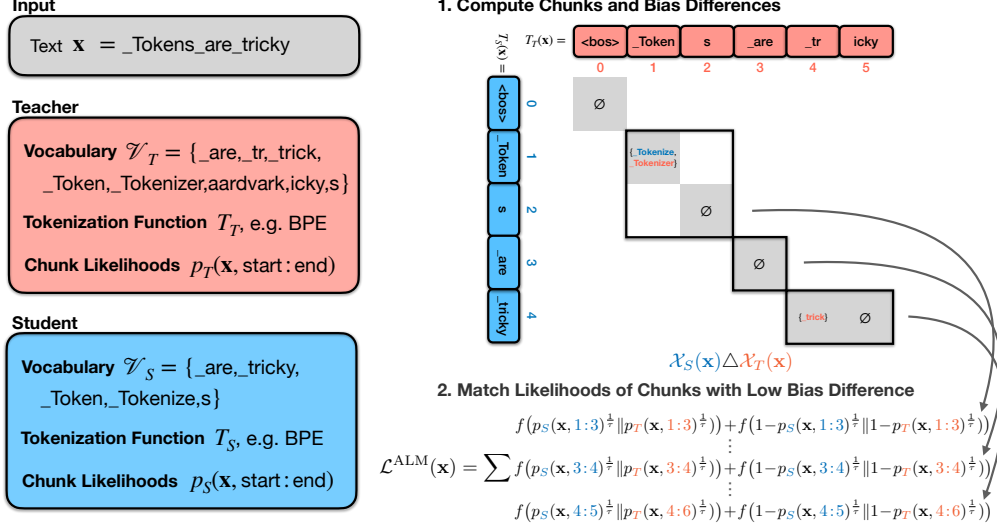 Input
Text x = _Tokens_are_tricky
Teacher
Vocabulary 𝒱_T = {_are,_tr,_trick,
_Token,_Tokenizer,aardvark,icky,s}
Tokenization Function T_T, e.g. BPE
Chunk Likelihoods p_T(x, start:end)
Student
Vocabulary 𝒱_S = {_are,_tricky,
_Token,_Tokenize,s}
Tokenization Function T_S, e.g. BPE
Chunk Likelihoods p_S(x, start:end)
1. Compute Chunks and Bias Differences
T_T(x) = <bos> _Token s _are _tr icky
0 1 2 3 4 5
T_S(x) =
<bos> 0
_Token 1
s 2
_are 3
_tricky 4
∅
{_Tokenize,
_Tokenizer}
∅
∅
{_trick} ∅
𝒳_S(x)△𝒳_T(x)
2. Match Likelihoods of Chunks with Low Bias Difference
f(p_S(x, 1:3)^{1/τ}‖p_T(x, 1:3)^{1/τ})+f(1−p_S(x, 1:3)^{1/τ}‖1−p_T(x, 1:3)^{1/τ})
⋮
ℒ^ALM(x) = ∑ f(p_S(x, 3:4)^{1/τ}‖p_T(x, 3:4)^{1/τ})+f(1−p_S(x, 3:4)^{1/τ}‖1−p_T(x, 3:4)^{1/τ})
⋮
f(p_S(x, 4:5)^{1/τ}‖p_T(x, 4:6)^{1/τ})+f(1−p_S(x, 4:5)^{1/τ}‖1−p_T(x, 4:6)^{1/τ})